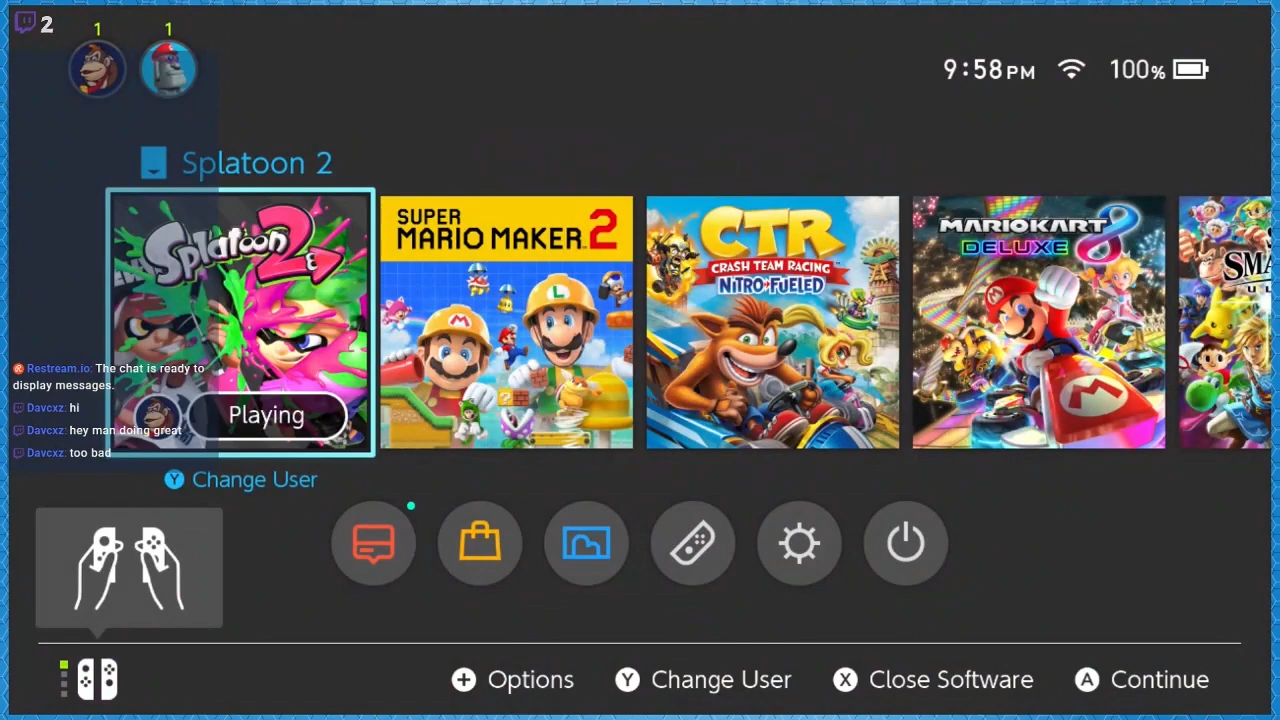 2
1
1
9:58 PM
100%
Splatoon 2
Splatoon 2
SUPER
MARIO MAKER 2
CTR
CRASH TEAM RACING
NITRO-FUELED
MARIOKART 8
DELUXE
Restream.io: The chat is ready to
display messages.
Davcxz: hi
Davcxz: hey man doing great
Davcxz: too bad
Playing
Y Change User
+ Options
Y Change User
X Close Software
A Continue